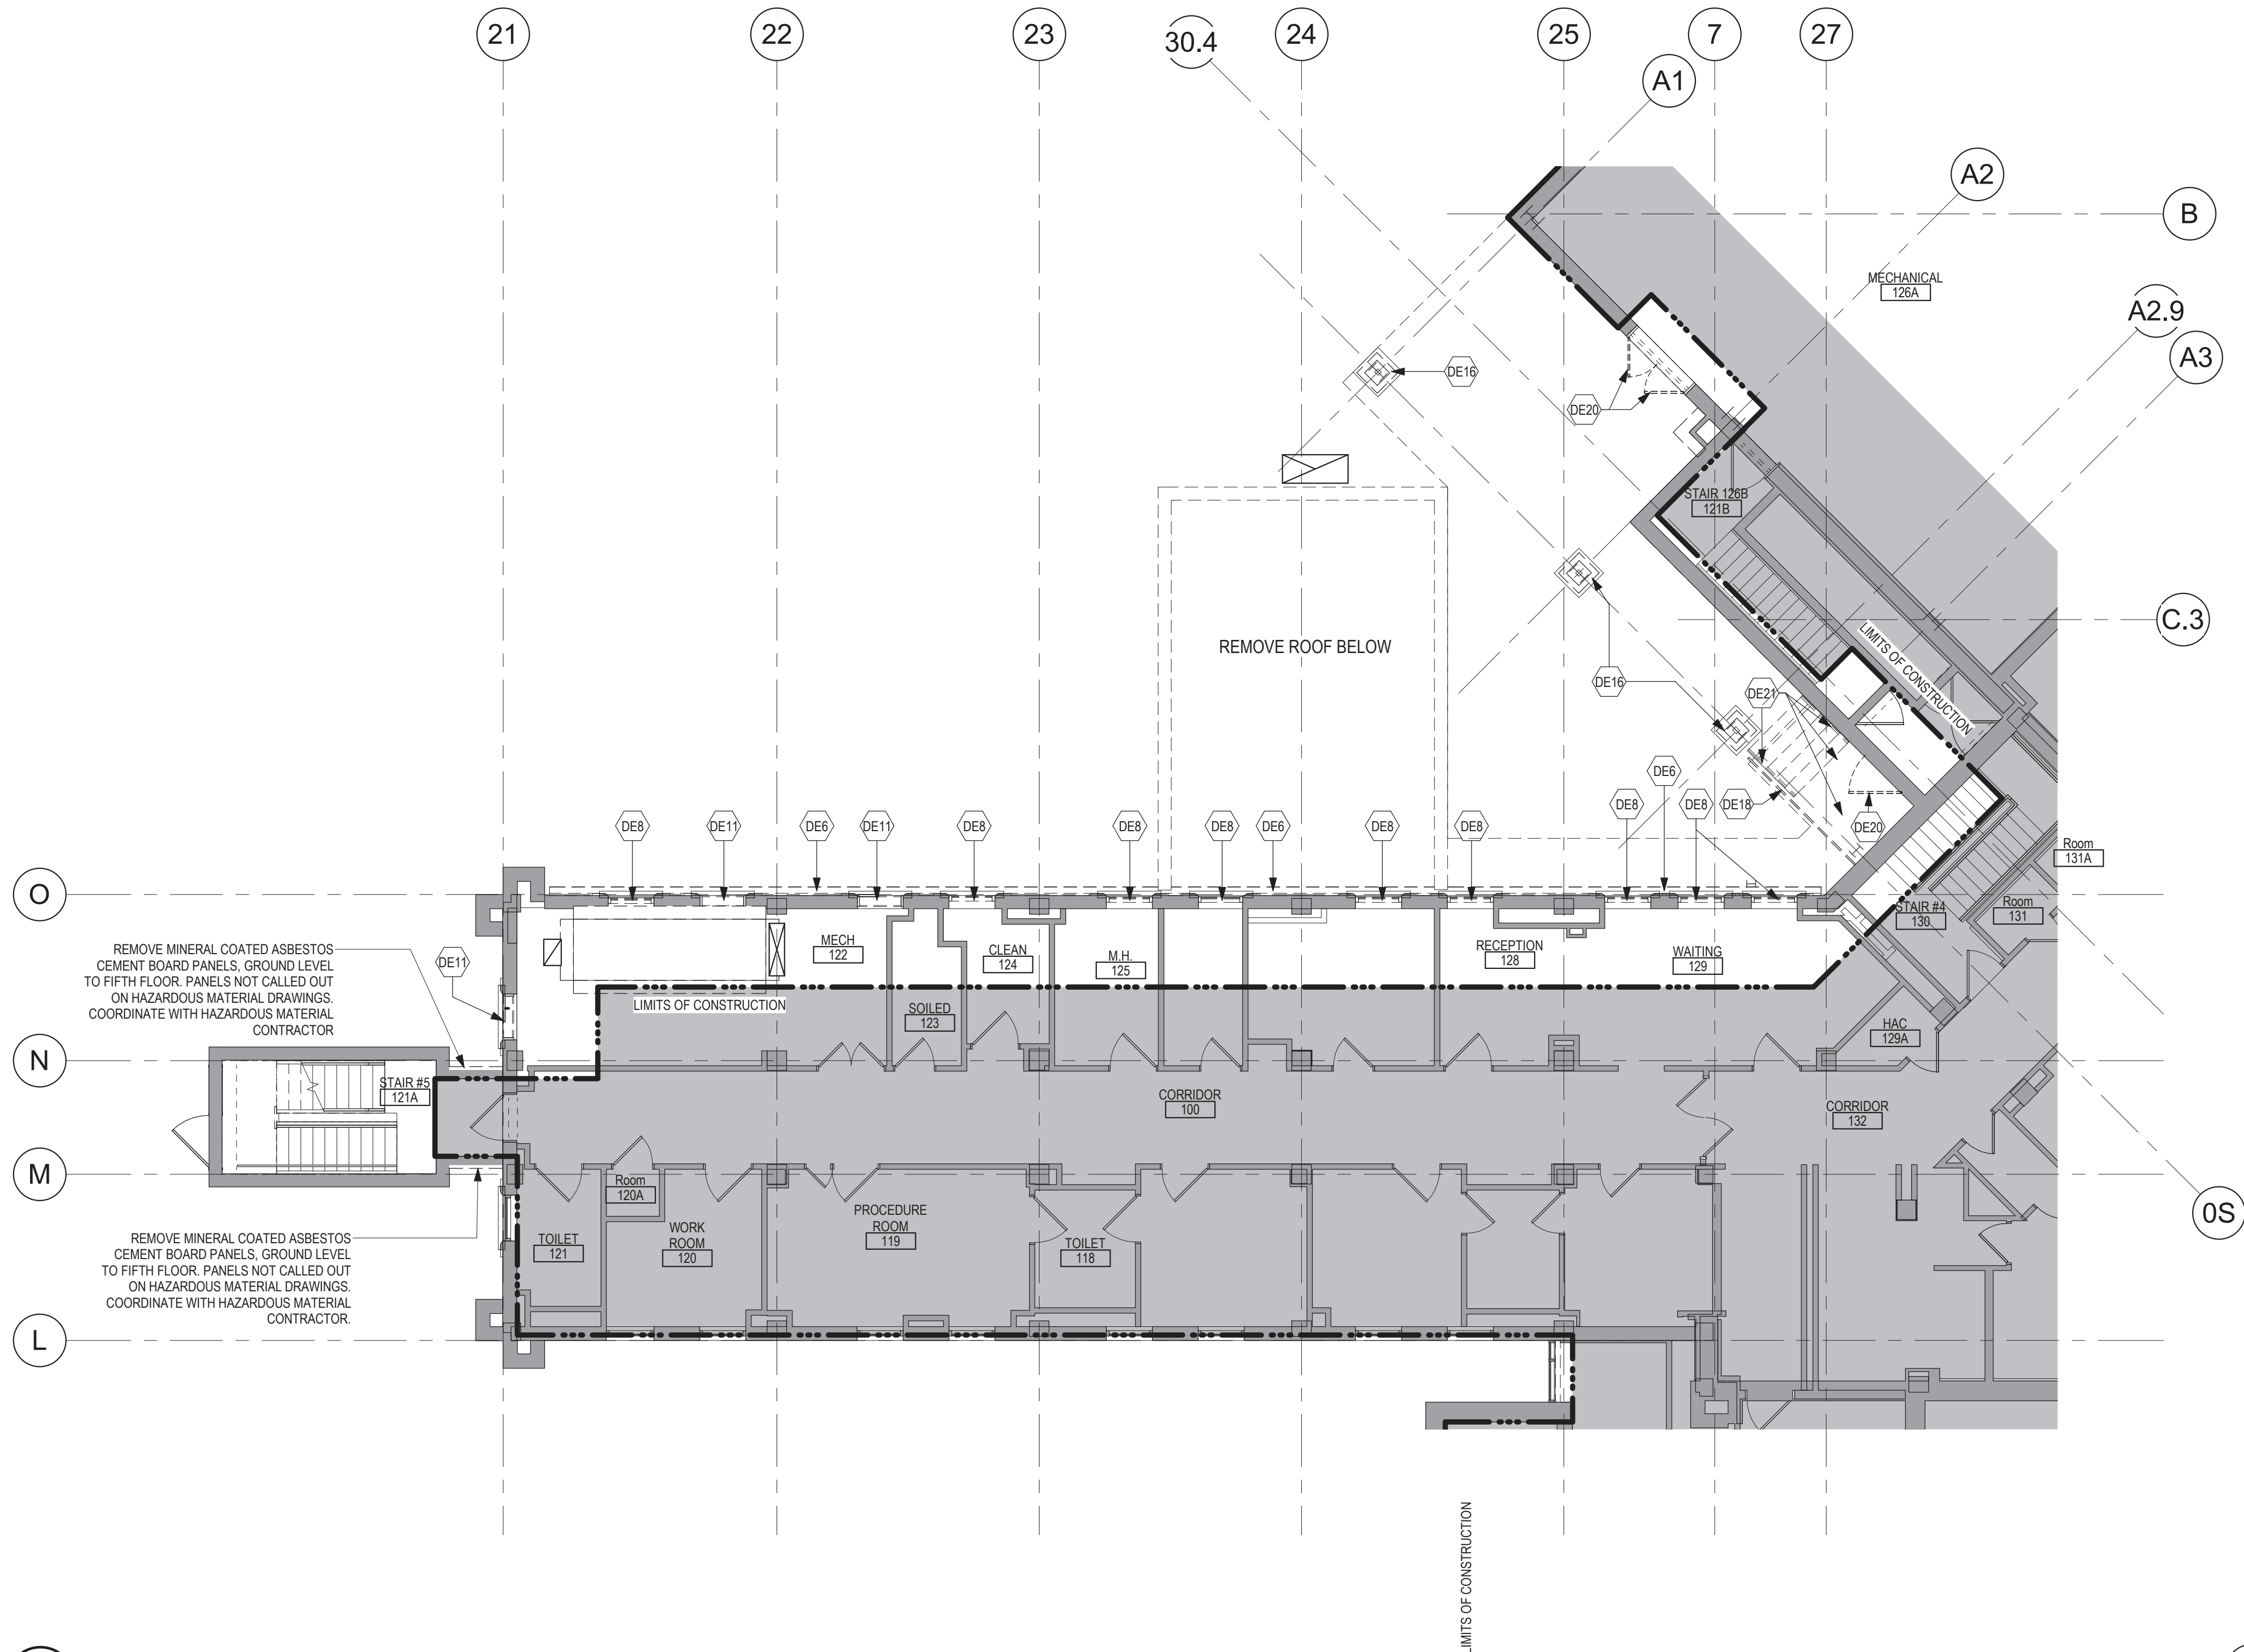 21
22
23
30.4
24
25
7
27
A1
A2
B
MECHANICAL
126A
A2.9
A3
DE16
DE20
STAIR 126B
121B
C.3
LIMITS OF CONSTRUCTION
REMOVE ROOF BELOW
DE16
DE21
DE6
DE8
DE11
DE6
DE11
DE8
DE8
DE8
DE6
DE8
DE8
DE8
DE8
DE18
DE20
Room
131A
O
MECH
122
CLEAN
124
M.H.
125
RECEPTION
128
WAITING
129
STAIR #4
130
Room
131
REMOVE MINERAL COATED ASBESTOS
CEMENT BOARD PANELS, GROUND LEVEL
TO FIFTH FLOOR. PANELS NOT CALLED OUT
ON HAZARDOUS MATERIAL DRAWINGS.
COORDINATE WITH HAZARDOUS MATERIAL
CONTRACTOR
DE11
LIMITS OF CONSTRUCTION
SOILED
123
HAC
129A
N
STAIR #5
121A
CORRIDOR
100
CORRIDOR
132
M
Room
120A
0S
REMOVE MINERAL COATED ASBESTOS
CEMENT BOARD PANELS, GROUND LEVEL
TO FIFTH FLOOR. PANELS NOT CALLED OUT
ON HAZARDOUS MATERIAL DRAWINGS.
COORDINATE WITH HAZARDOUS MATERIAL
CONTRACTOR.
TOILET
121
WORK
ROOM
120
PROCEDURE
ROOM
119
TOILET
118
L
LIMITS OF CONSTRUCTION